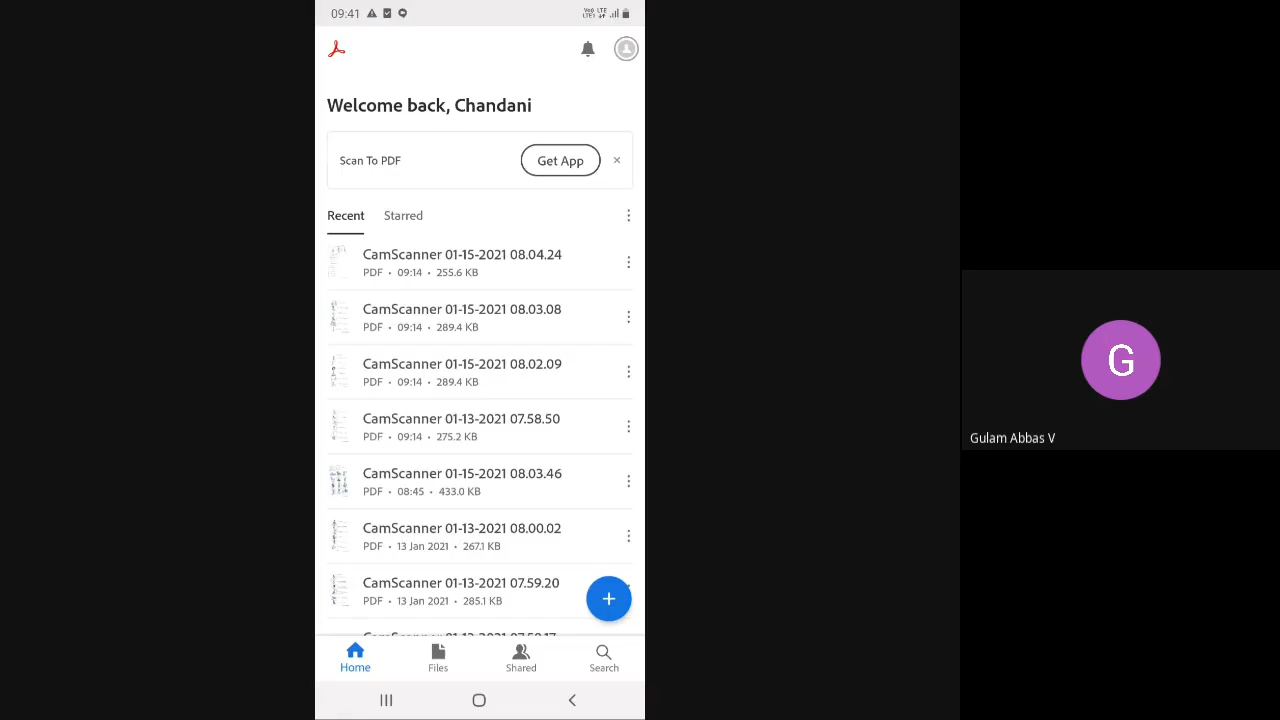 09:41
Vo) LTE
LTE1
Welcome back, Chandani
Scan To PDF
Get App
Recent
Starred
CamScanner 01-15-2021 08.04.24
PDF • 09:14 • 255.6 KB
CamScanner 01-15-2021 08.03.08
PDF • 09:14 • 289.4 KB
CamScanner 01-15-2021 08.02.09
PDF • 09:14 • 289.4 KB
CamScanner 01-13-2021 07.58.50
PDF • 09:14 • 275.2 KB
G
Gulam Abbas V
CamScanner 01-15-2021 08.03.46
PDF • 08:45 • 433.0 KB
CamScanner 01-13-2021 08.00.02
PDF • 13 Jan 2021 • 267.1 KB
CamScanner 01-13-2021 07.59.20
PDF • 13 Jan 2021 • 285.1 KB
Home
Files
Shared
Search